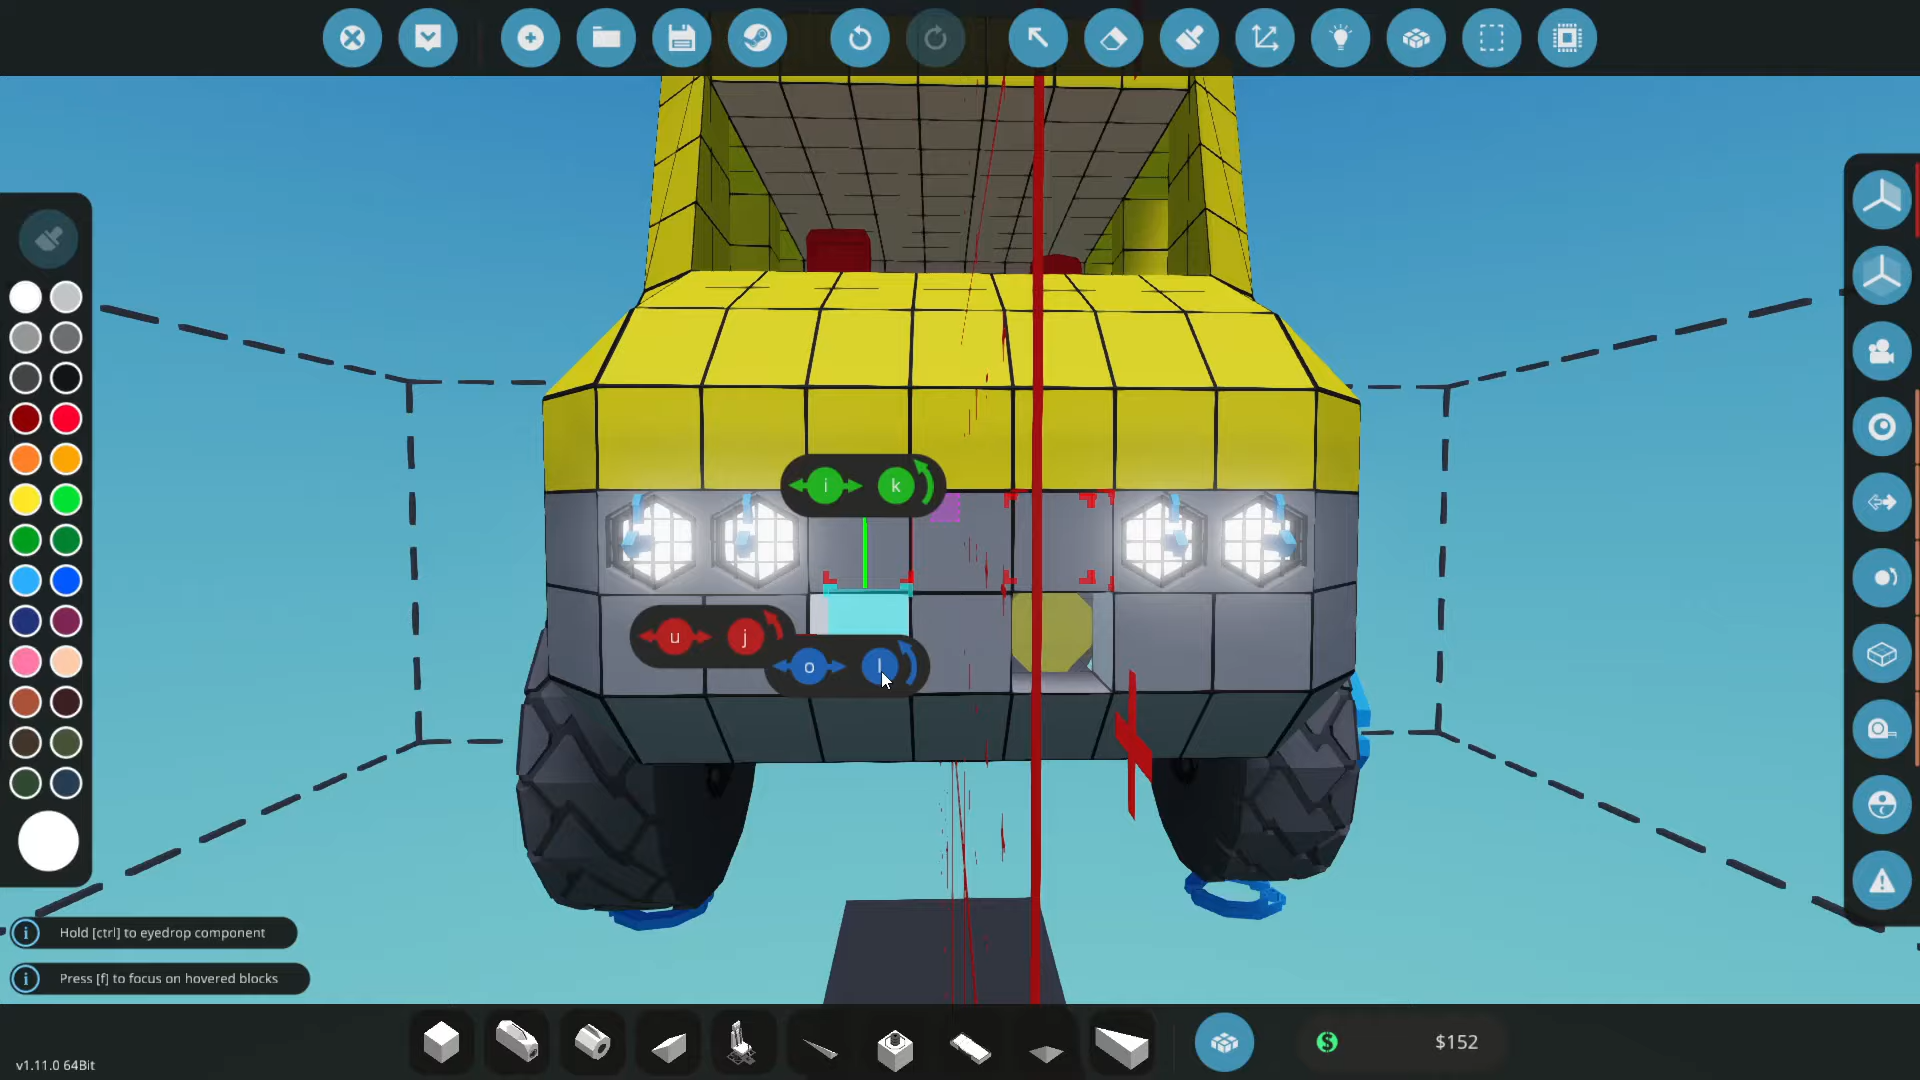 i k
u j
o l
Hold [ctrl] to eyedrop component
Press [f] to focus on hovered blocks
$ $152
v1.11.0 64Bit